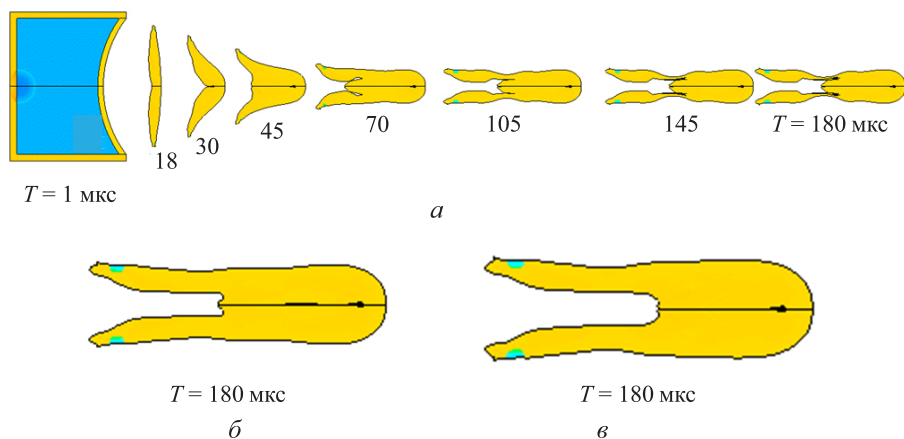 18
30
45
70
105
145
T = 180 мкс
T = 1 мкс
а
T = 180 мкс
T = 180 мкс
б
в